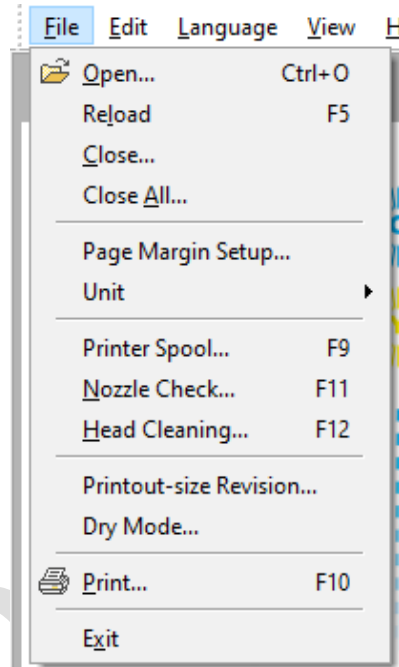 File Edit Language View H
Open... Ctrl+O
Reload F5
Close...
Close All...
Page Margin Setup...
Unit
Printer Spool... F9
Nozzle Check... F11
Head Cleaning... F12
Printout-size Revision...
Dry Mode...
Print... F10
Exit